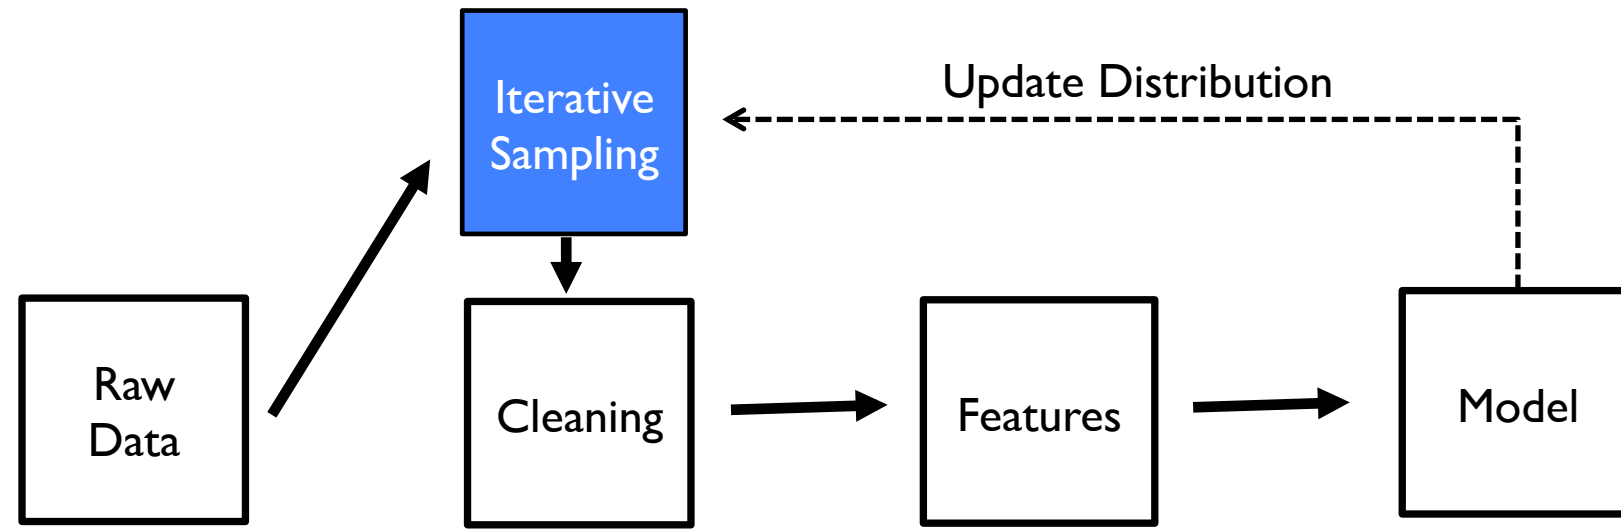 Iterative
Sampling
Update Distribution
Raw
Data
Cleaning
Features
Model